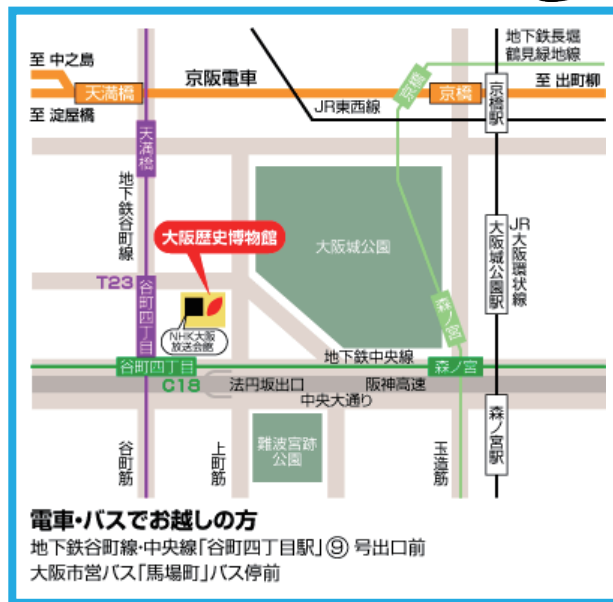 地下鉄長堀
鶴見緑地線
至 中之島
京阪電車
京橋
天満橋
京橋
至 出町柳
京橋駅
至 淀屋橋
JR東西線
天満橋
地下鉄谷町線
大阪歴史博物館
大阪城公園
JR大阪環状線
大阪城公園駅
T23
谷町四丁目
NHK大阪
放送会館
森ノ宮
地下鉄中央線
谷町四丁目
森ノ宮
C18
法円坂出口
阪神高速
中央大通り
森ノ宮駅
谷町筋
上町筋
難波宮跡
公園
玉造筋
電車・バスでお越しの方
地下鉄谷町線・中央線「谷町四丁目駅」⑨号出口前
大阪市営バス「馬場町」バス停前